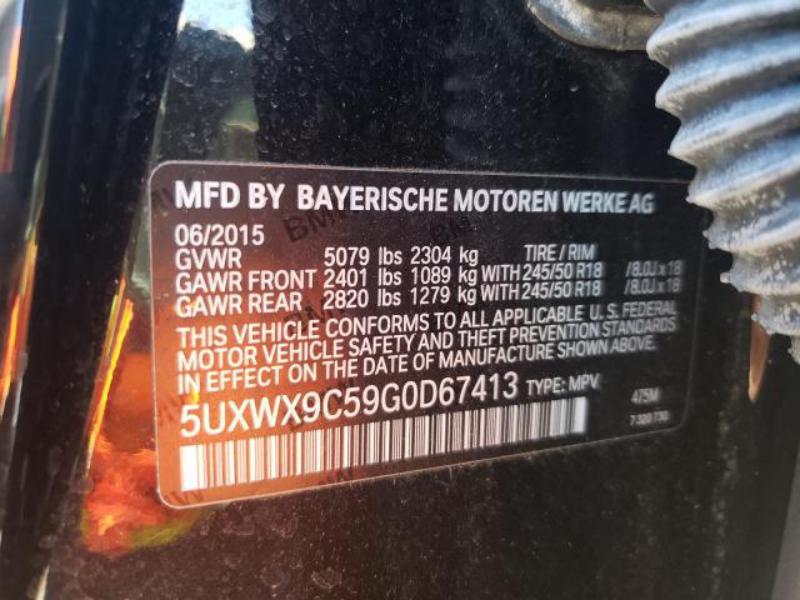 MFD BY BAYERISCHE MOTOREN WERKE AG
06/2015
GVWR 5079 lbs 2304 kg TIRE / RIM
GAWR FRONT 2401 lbs 1089 kg WITH 245/50 R18 /8.0J x 18
GAWR REAR 2820 lbs 1279 kg WITH 245/50 R18 /8.0J x 18
THIS VEHICLE CONFORMS TO ALL APPLICABLE U.S. FEDERAL
MOTOR VEHICLE SAFETY AND THEFT PREVENTION STANDARDS
IN EFFECT ON THE DATE OF MANUFACTURE SHOWN ABOVE.
5UXWX9C59G0D67413 TYPE: MPV 475M